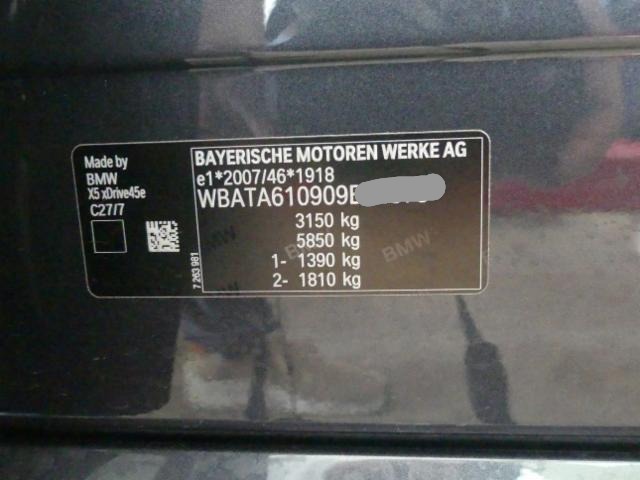 Made by
BMW
X5 xDrive45e
C27/7
7 263 981
BAYERISCHE MOTOREN WERKE AG
e1*2007/46*1918
WBATA610909E
3150 kg
5850 kg
1- 1390 kg
2- 1810 kg
BMW
BMW
BMW